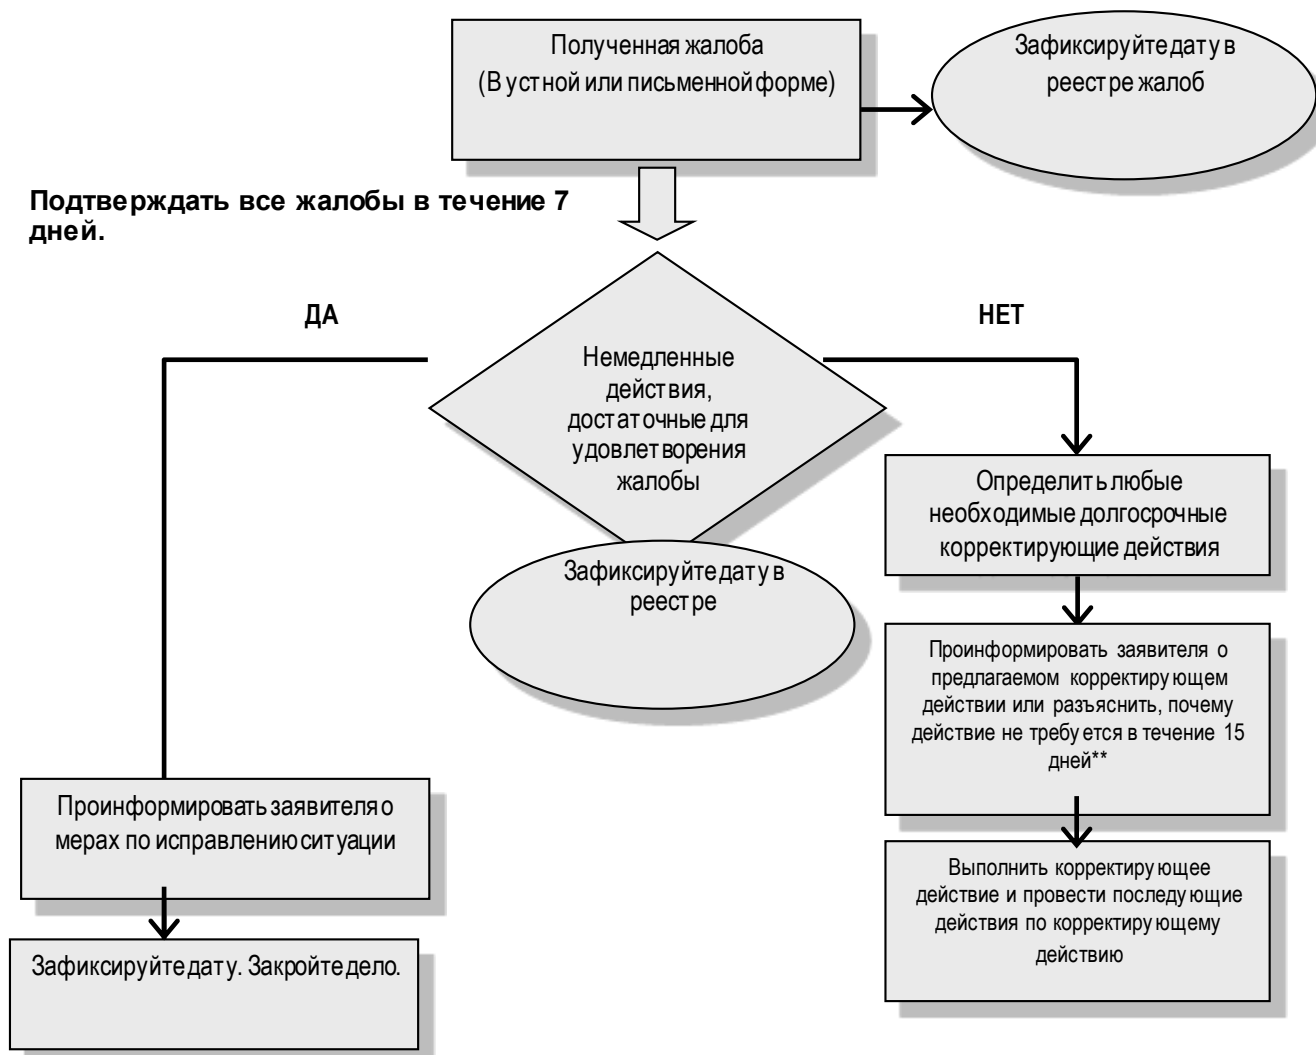 Полученная жалоба
(В устной или письменной форме)
Зафиксируйте дату в
реестре жалоб
Подтверждать все жалобы в течение 7
дней.
ДА
НЕТ
Немедленные
действия,
достаточные для
удовлетворения
жалобы
Определить любые
необходимые долгосрочные
корректирующие действия
Зафиксируйте дату в
реестре
Проинформировать заявителя о
предлагаемом корректирующем
действии или разъяснить, почему
действие не требуется в течение 15
дней**
Проинформировать заявителя о
мерах по исправлению ситуации
Выполнить корректирующее
действие и провести последующие
действия по корректирующему
действию
Зафиксируйте дату. Закройте дело.